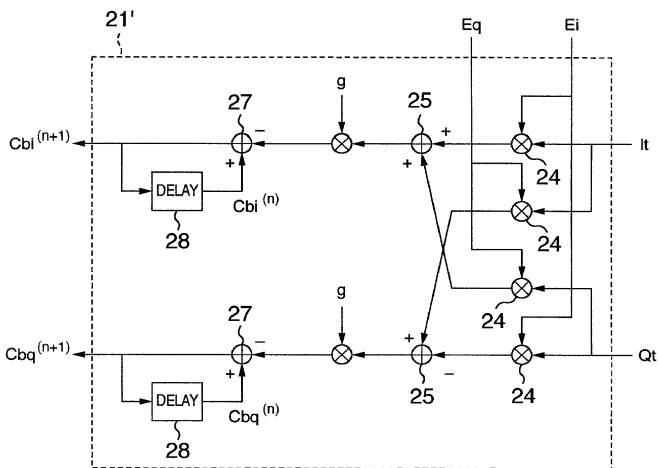 21'
Eq Ei
27 g 25
Cbi(n+1) − + It
+ + 24
DELAY Cbi(n)
28 24
24
27 g
Cbq(n+1) − + Qt
+ −
25 24
DELAY Cbq(n)
28